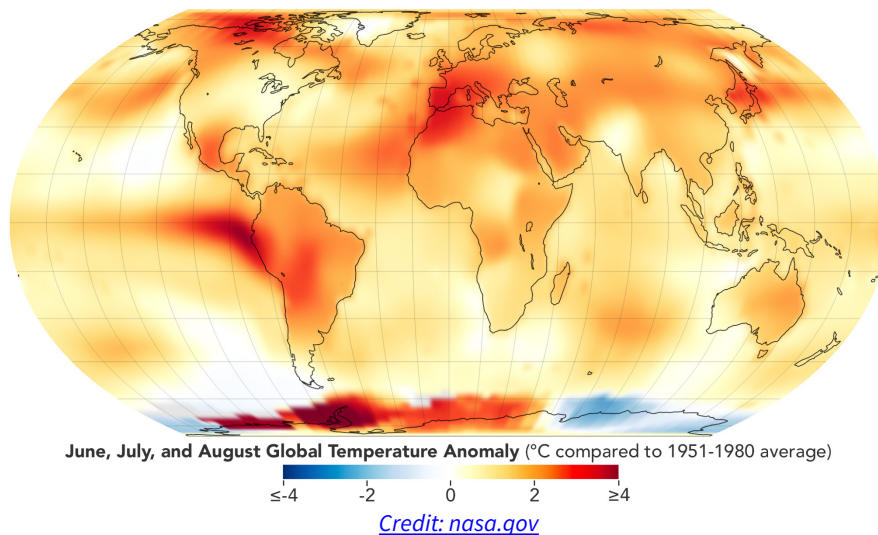 June, July, and August Global Temperature Anomaly (°C compared to 1951-1980 average)
≤-4 -2 0 2 ≥4
Credit: nasa.gov